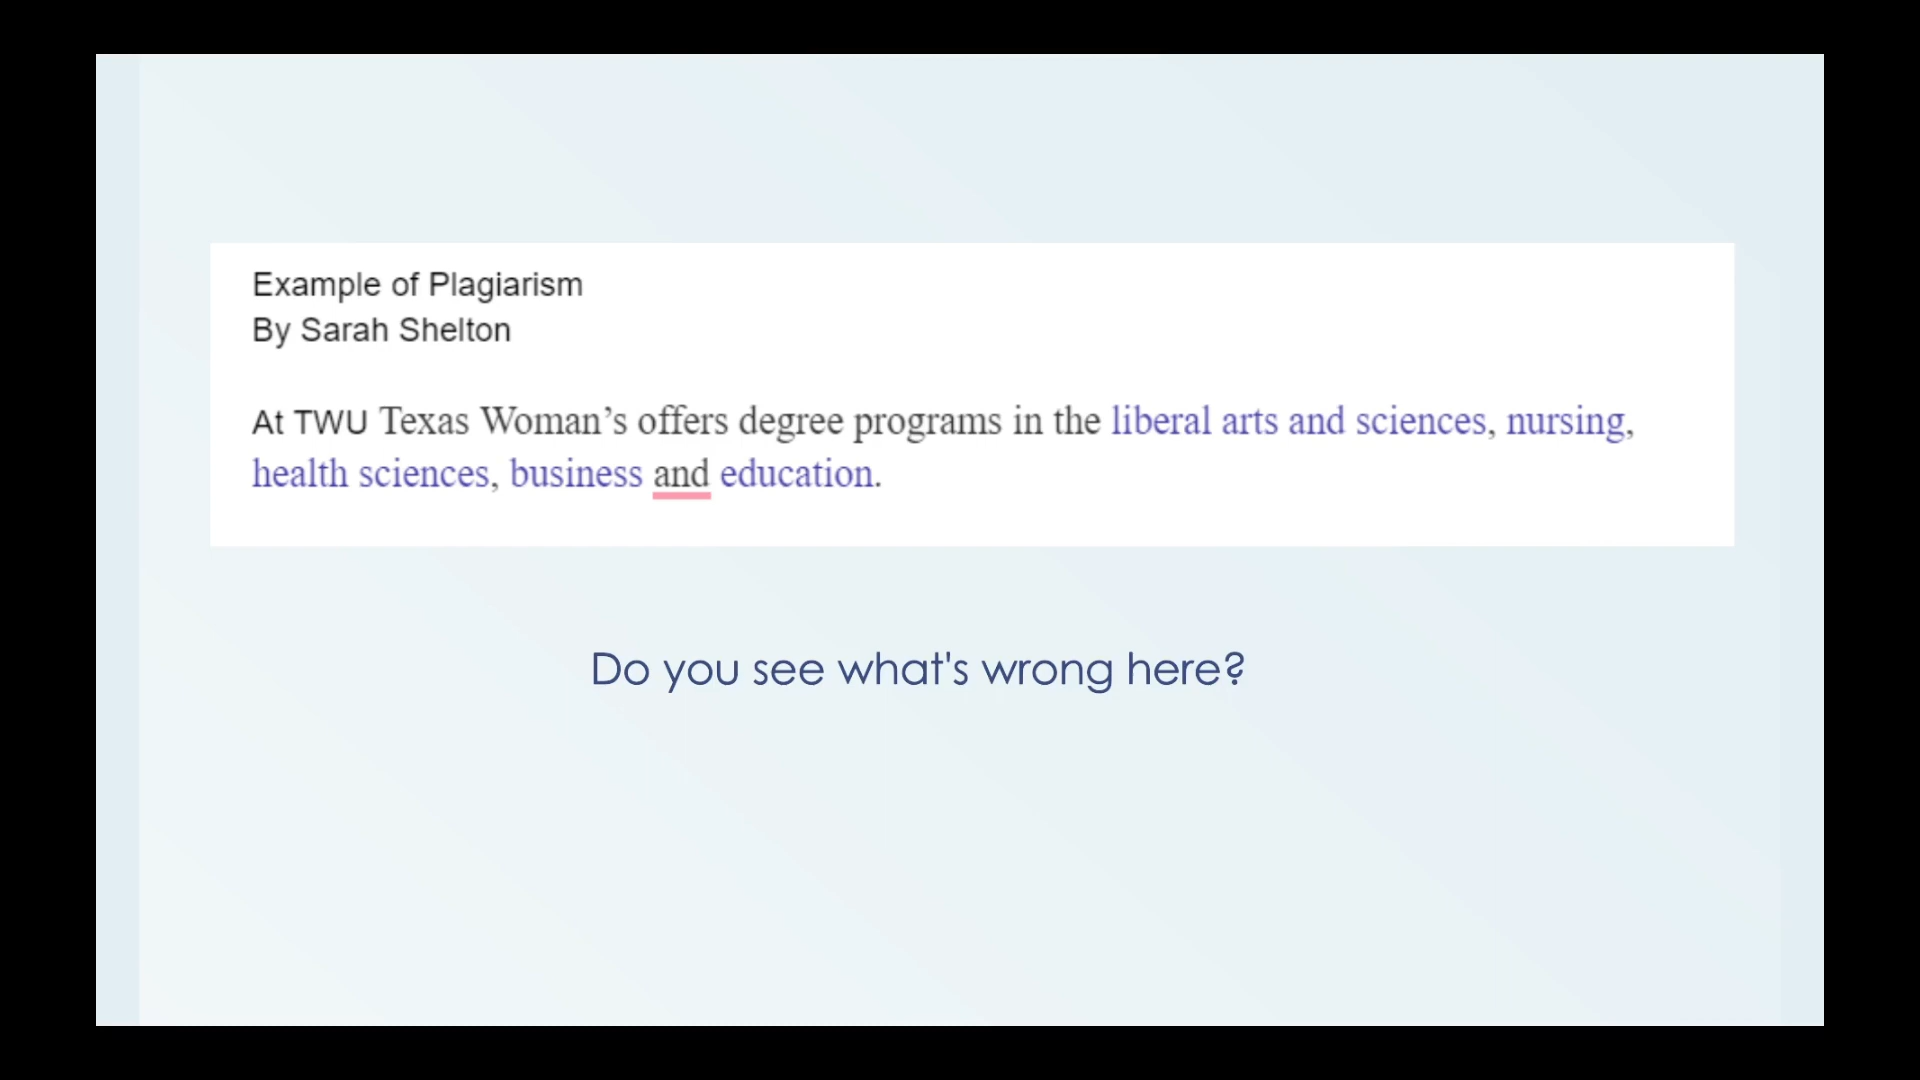 Example of Plagiarism
By Sarah Shelton
At TWU Texas Woman’s offers degree programs in the liberal arts and sciences, nursing,
health sciences, business and education.
Do you see what's wrong here?